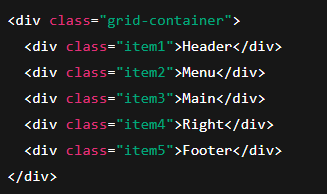 <div class="grid-container">
  <div class="item1">Header</div>
  <div class="item2">Menu</div>
  <div class="item3">Main</div>
  <div class="item4">Right</div>
  <div class="item5">Footer</div>
</div>